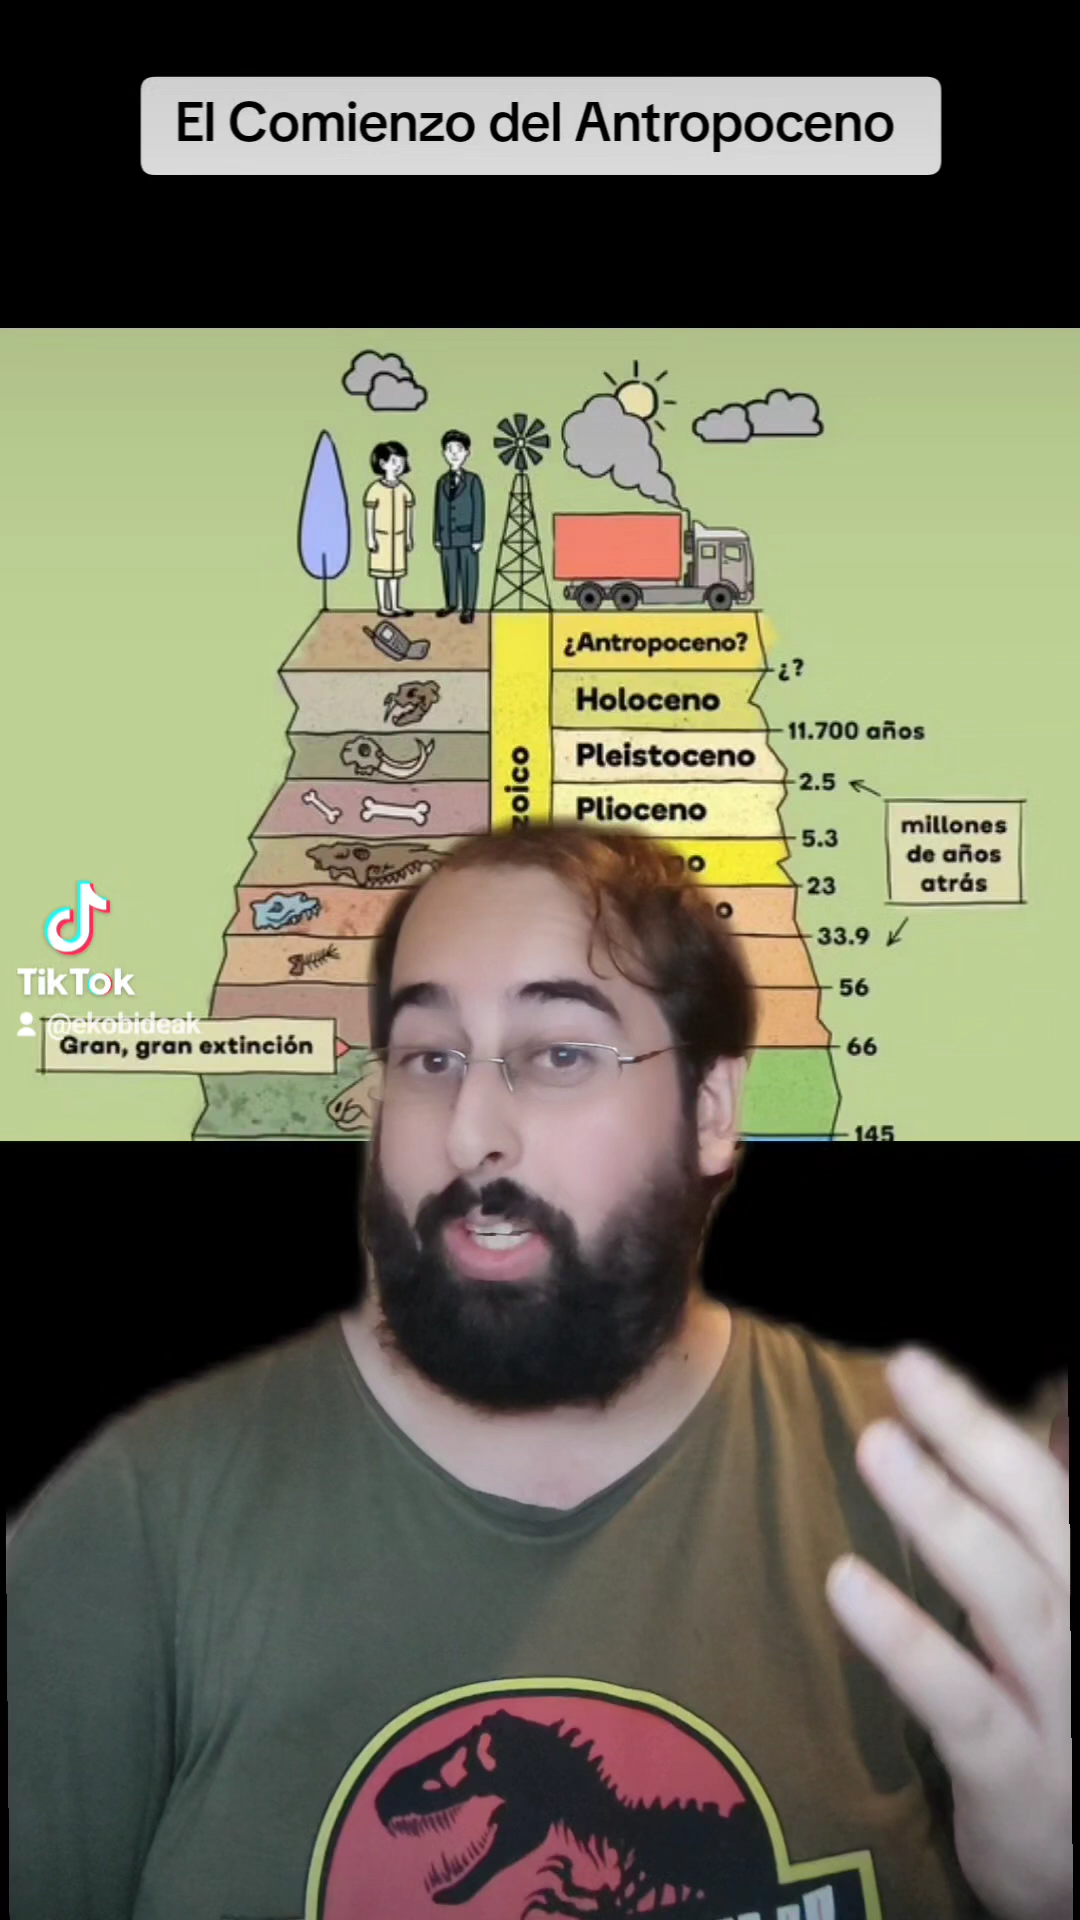 El Comienzo del Antropoceno
¿Antropoceno?
¿?
Holoceno
11.700 años
Pleistoceno
2.5
Plioceno
5.3
millones
de años
atrás
23
33.9
56
66
145
zoico
TikTok
@ekobideak
Gran, gran extinción